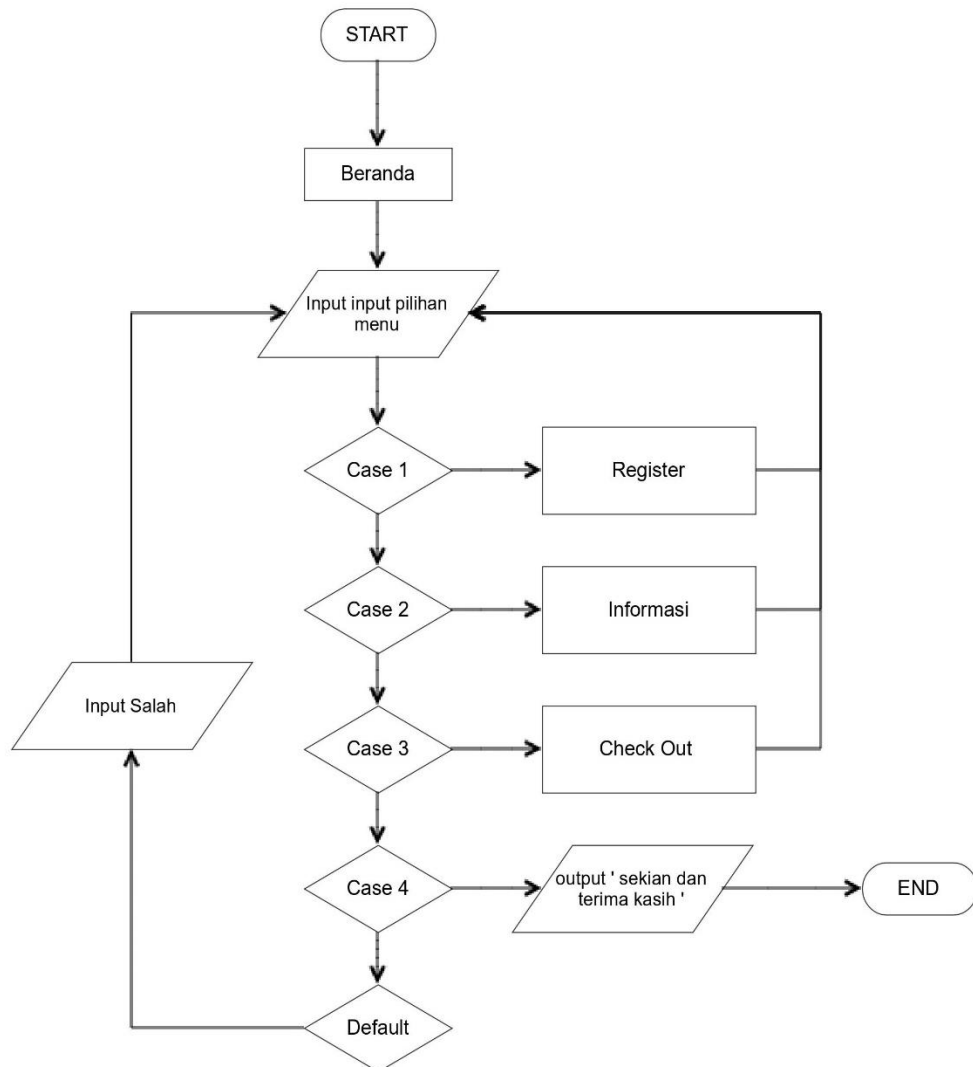 START
Beranda
Input input pilihan
menu
Case 1
Register
Case 2
Informasi
Input Salah
Case 3
Check Out
Case 4
output ' sekian dan
terima kasih '
END
Default